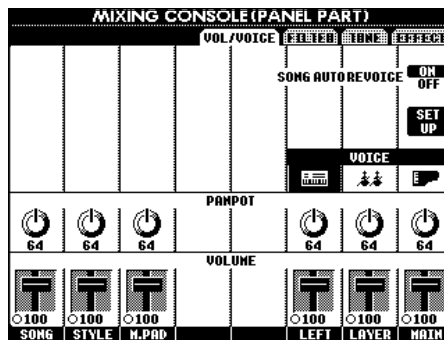 MIXING CONSOLE(PANEL PART)
VOL/VOICE FILTER TUNE EFFECT
SONG AUTO REVOICE ON
OFF
SET
UP
VOICE
PANPOT
64 64 64 64 64 64
VOLUME
100 100 100 100 100 100
SONG STYLE M.PAD LEFT LAYER MAIN